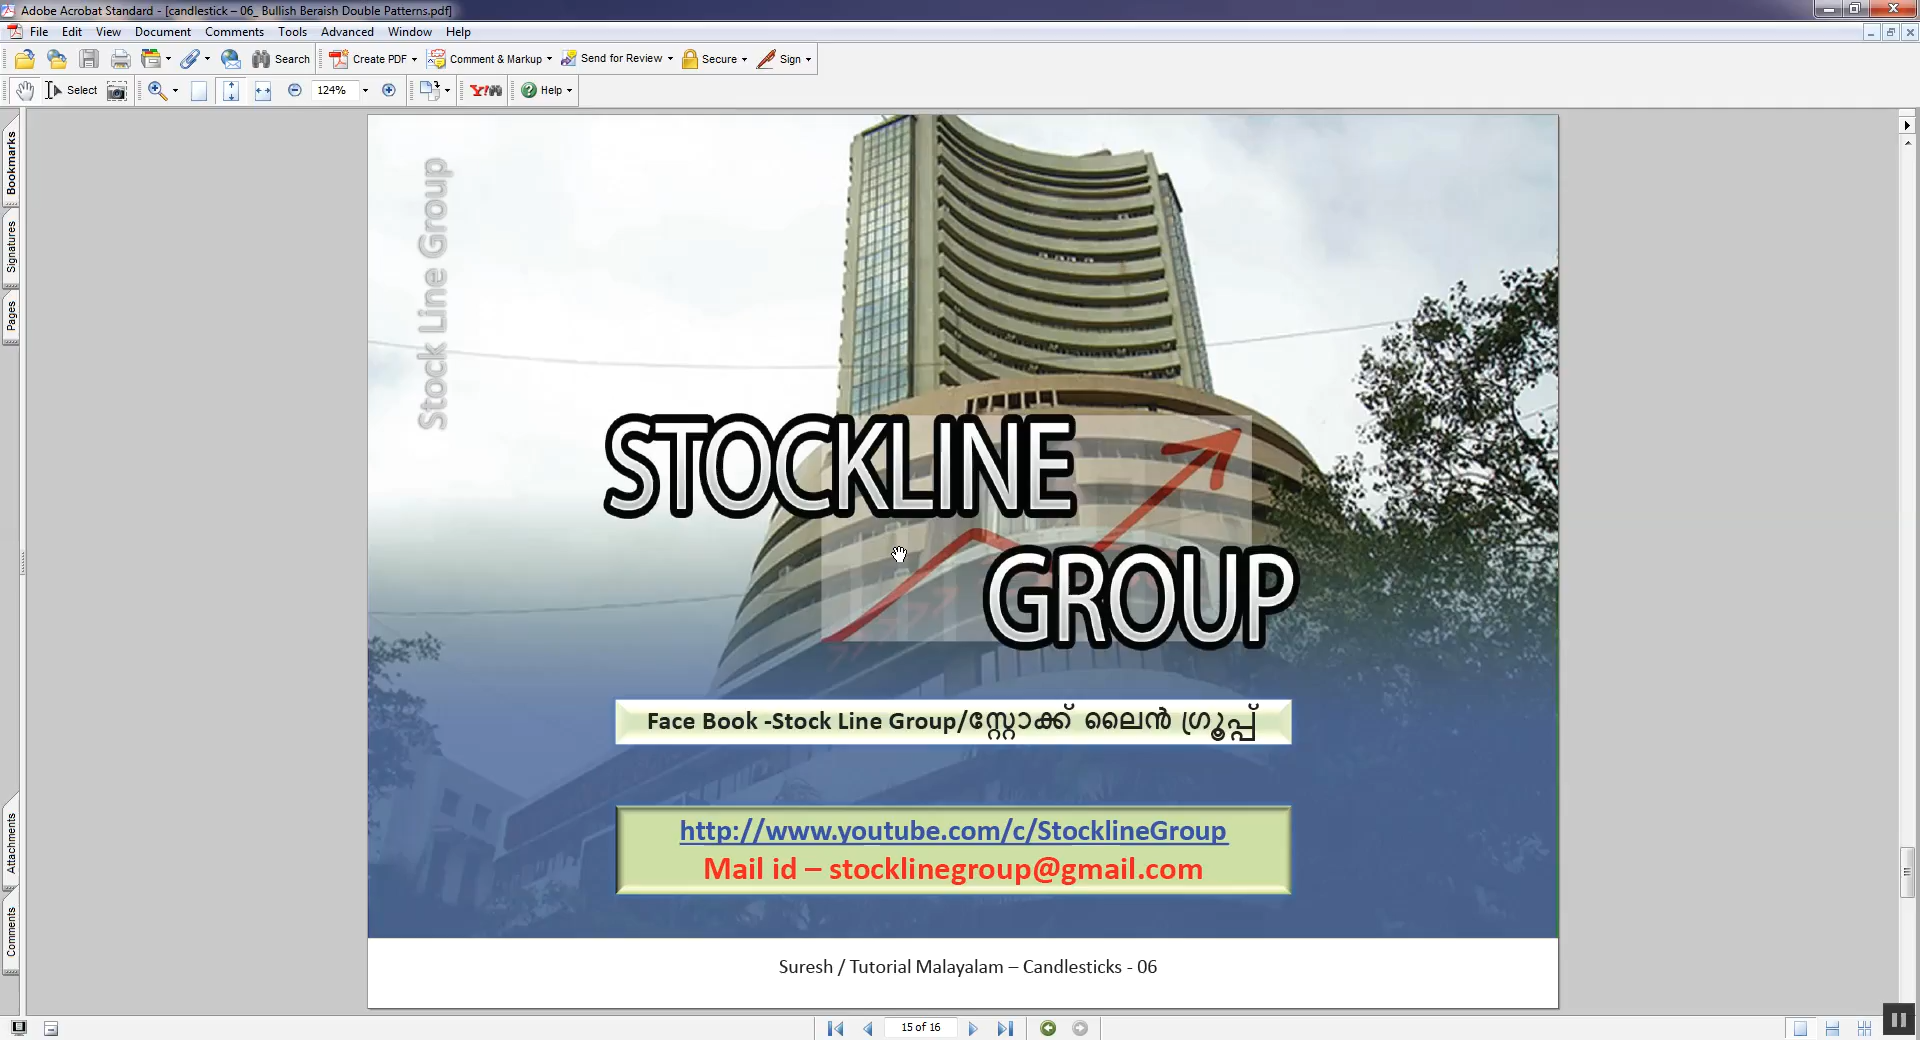 Adobe Acrobat Standard - [candlestick – 06_ Bullish Beraish Double Patterns.pdf]
File Edit View Document Comments Tools Advanced Window Help
Search Create PDF Comment & Markup Send for Review Secure Sign
Select 124% Y! Help
Bookmarks
Signatures
Pages
Attachments
Comments
Stock Line Group
STOCKLINE
GROUP
Face Book -Stock Line Group/സ്റ്റോക്ക് ലൈൻ ഗ്രൂപ്പ്
http://www.youtube.com/c/StocklineGroup
Mail id – stocklinegroup@gmail.com
Suresh / Tutorial Malayalam – Candlesticks - 06
15 of 16